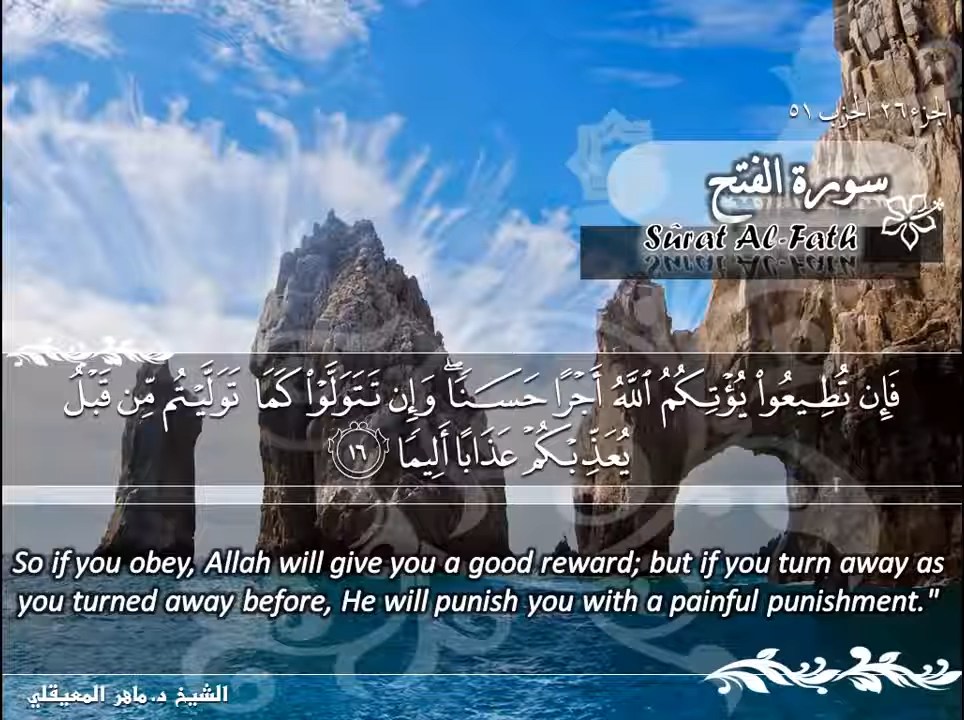 الجزء ٢٦ الحزب ٥١
سورة الفتح
Sûrat Al-Fath
فَإِن تُطِيعُوا۟ يُؤْتِكُمُ ٱللَّهُ أَجْرًا حَسَنًۭا ۖ وَإِن تَتَوَلَّوْا۟ كَمَا تَوَلَّيْتُم مِّن قَبْلُ
يُعَذِّبْكُمْ عَذَابًا أَلِيمًۭا ١٦
So if you obey, Allah will give you a good reward; but if you turn away as
you turned away before, He will punish you with a painful punishment."
الشيخ د. ماهر المعيقلي